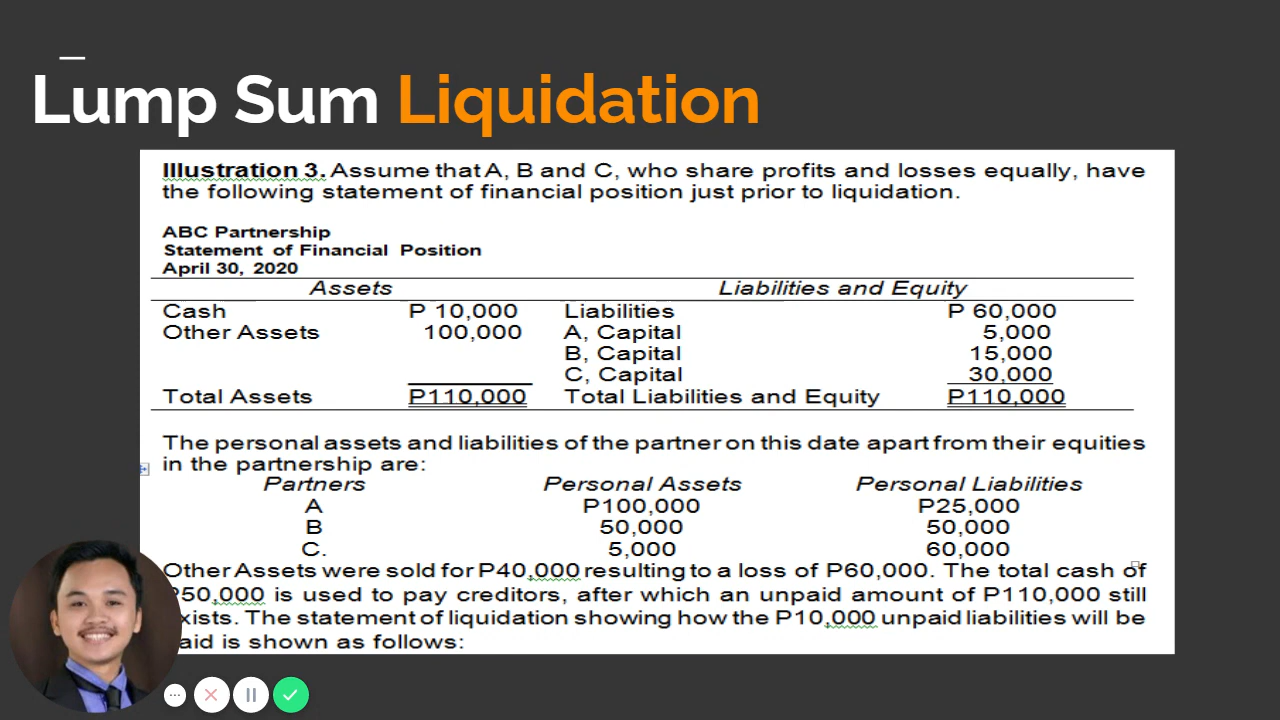 Lump Sum Liquidation
Illustration 3. Assume that A, B and C, who share profits and losses equally, have
the following statement of financial position just prior to liquidation.
ABC Partnership
Statement of Financial Position
April 30, 2020
Assets Liabilities and Equity
Cash P 10,000 Liabilities P 60,000
Other Assets 100,000 A, Capital 5,000
B, Capital 15,000
C, Capital 30,000
Total Assets P110,000 Total Liabilities and Equity P110,000
The personal assets and liabilities of the partner on this date apart from their equities
in the partnership are:
Partners Personal Assets Personal Liabilities
A P100,000 P25,000
B 50,000 50,000
C. 5,000 60,000
Other Assets were sold for P40,000 resulting to a loss of P60,000. The total cash of
P50,000 is used to pay creditors, after which an unpaid amount of P110,000 still
xists. The statement of liquidation showing how the P10,000 unpaid liabilities will be
aid is shown as follows: